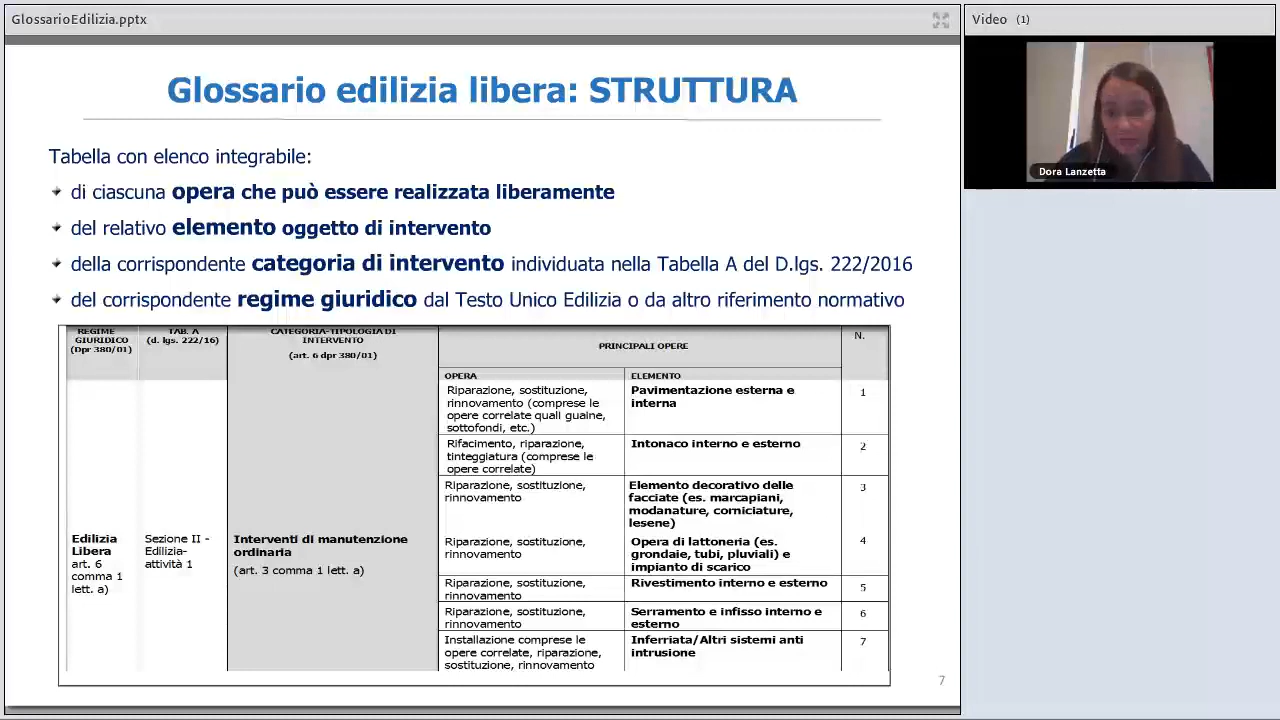 GlossarioEdilizia.pptx
Video (1)
Dora Lanzetta
Glossario edilizia libera: STRUTTURA
Tabella con elenco integrabile:
di ciascuna opera che può essere realizzata liberamente
del relativo elemento oggetto di intervento
della corrispondente categoria di intervento individuata nella Tabella A del D.lgs. 222/2016
del corrispondente regime giuridico dal Testo Unico Edilizia o da altro riferimento normativo
REGIME
GIURIDICO
(Dpr 380/01)
TAB. A
(d. lgs. 222/16)
CATEGORIA-TIPOLOGIA DI
INTERVENTO
(art. 6 dpr 380/01)
PRINCIPALI OPERE
N.
OPERA
ELEMENTO
Edilizia
Libera
art. 6
comma 1
lett. a)
Sezione II -
Edilizia-
attività 1
Interventi di manutenzione
ordinaria
(art. 3 comma 1 lett. a)
Riparazione, sostituzione,
rinnovamento (comprese le
opere correlate quali guaine,
sottofondi, etc.)
Pavimentazione esterna e
interna
1
Rifacimento, riparazione,
tinteggiatura (comprese le
opere correlate)
Intonaco interno e esterno
2
Riparazione, sostituzione,
rinnovamento
Elemento decorativo delle
facciate (es. marcapiani,
modanature, corniciature,
lesene)
3
Riparazione, sostituzione,
rinnovamento
Opera di lattoneria (es.
grondaie, tubi, pluviali) e
impianto di scarico
4
Riparazione, sostituzione,
rinnovamento
Rivestimento interno e esterno
5
Riparazione, sostituzione,
rinnovamento
Serramento e infisso interno e
esterno
6
Installazione comprese le
opere correlate, riparazione,
sostituzione, rinnovamento
Inferriata/Altri sistemi anti
intrusione
7
7